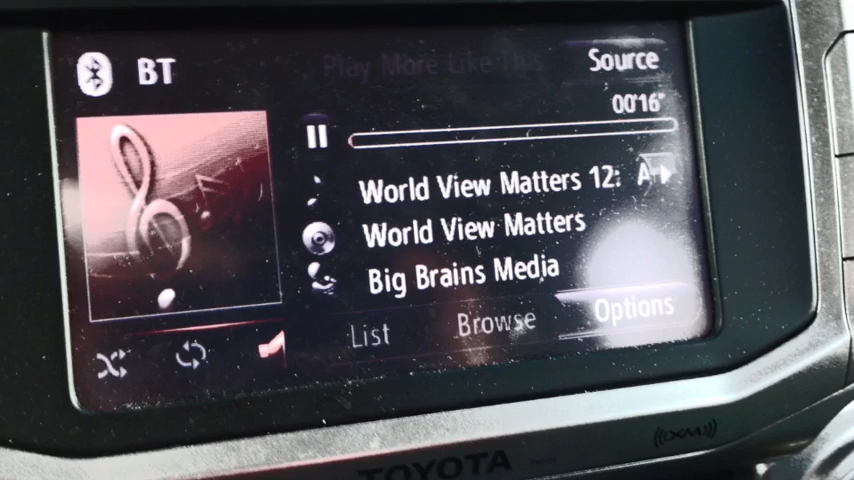 BT
Play More Like This
Source
00'16"
World View Matters 12: A
World View Matters
Big Brains Media
List
Browse
Options
((XM))
TOYOTA